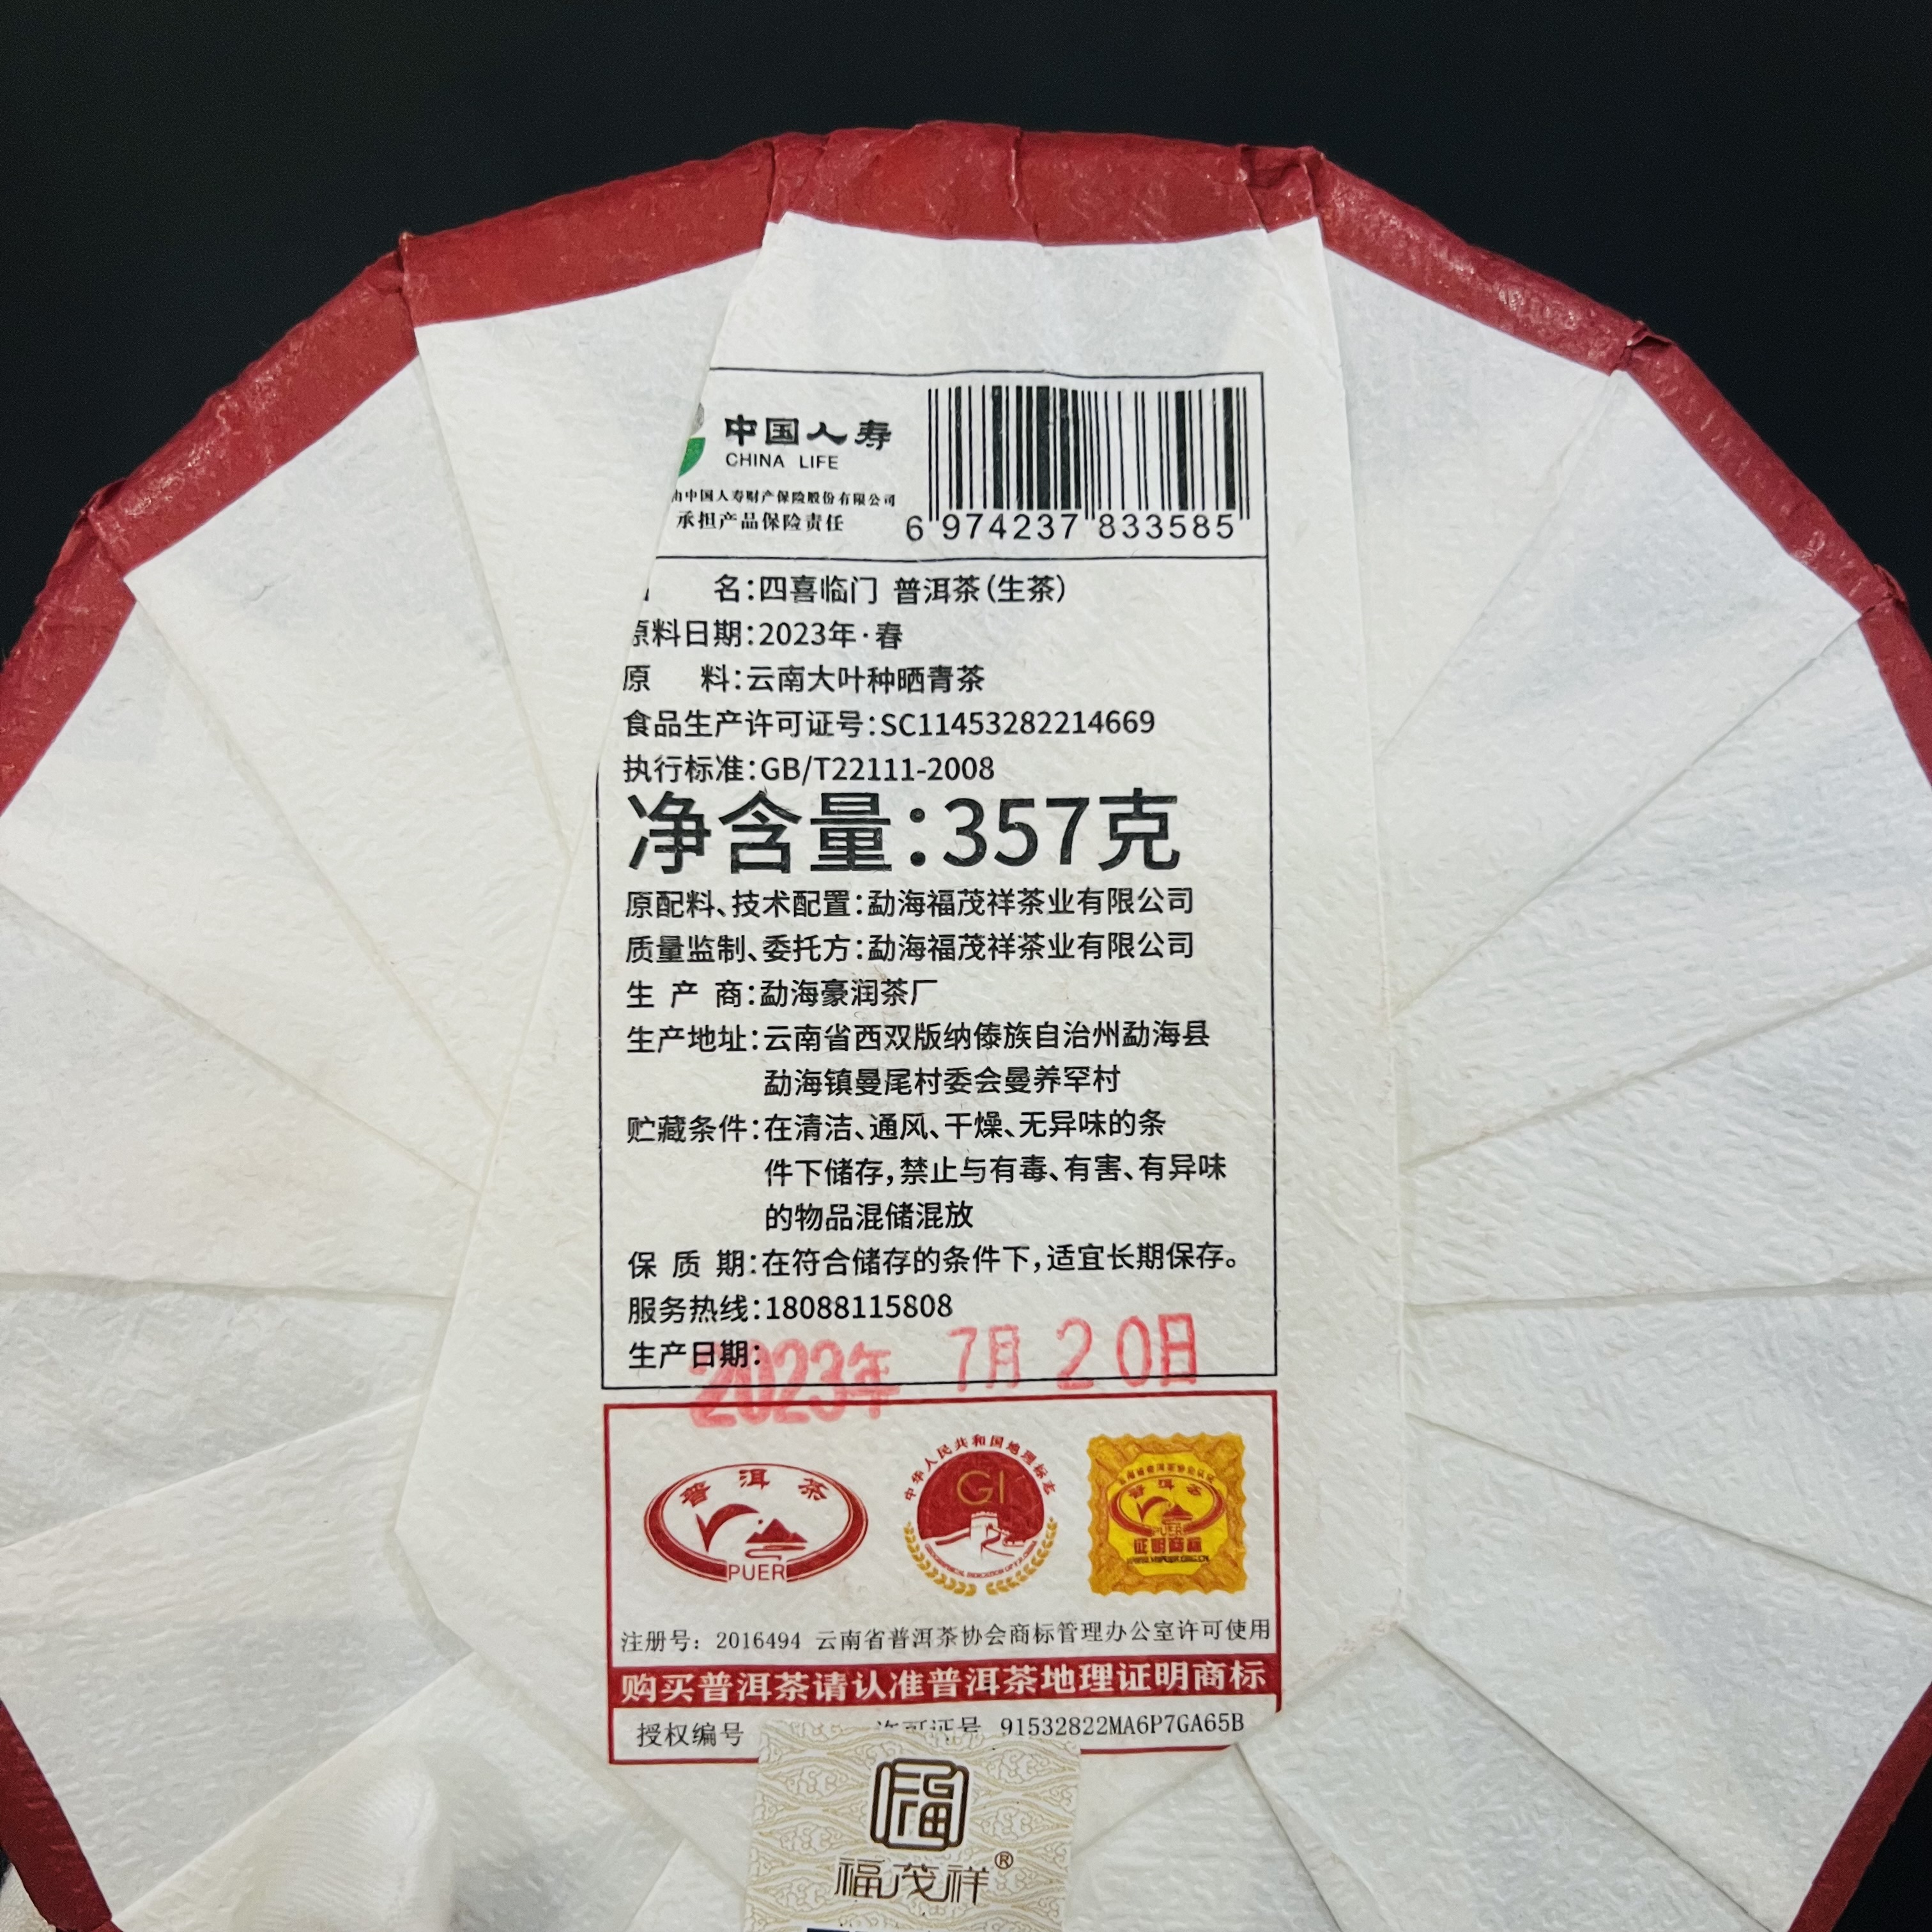 中国人寿
CHINA LIFE
由中国人寿财产保险股份有限公司
承担产品保险责任
6 974237 833585
名：四喜临门 普洱茶（生茶）
原料日期：2023年·春
原 料：云南大叶种晒青茶
食品生产许可证号：SC11453282214669
执行标准：GB/T22111-2008
净含量：357克
原配料、技术配置：勐海福茂祥茶业有限公司
质量监制、委托方：勐海福茂祥茶业有限公司
生 产 商：勐海豪润茶厂
生产地址：云南省西双版纳傣族自治州勐海县
勐海镇曼尾村委会曼养罕村
贮藏条件：在清洁、通风、干燥、无异味的条
件下储存，禁止与有毒、有害、有异味
的物品混储混放
保 质 期：在符合储存的条件下，适宜长期保存。
服务热线：18088115808
生产日期：2023年 7月20日
普洱茶
PUER
中华人民共和国地理标志
GI
GEOGRAPHICAL INDICATION OF P.R.CHINA
普洱茶
PUER
证明商标
注册号：2016494 云南省普洱茶协会商标管理办公室许可使用
购买普洱茶请认准普洱茶地理证明商标
授权编号 许可证号 91532822MA6P7GA65B
福
福茂祥®